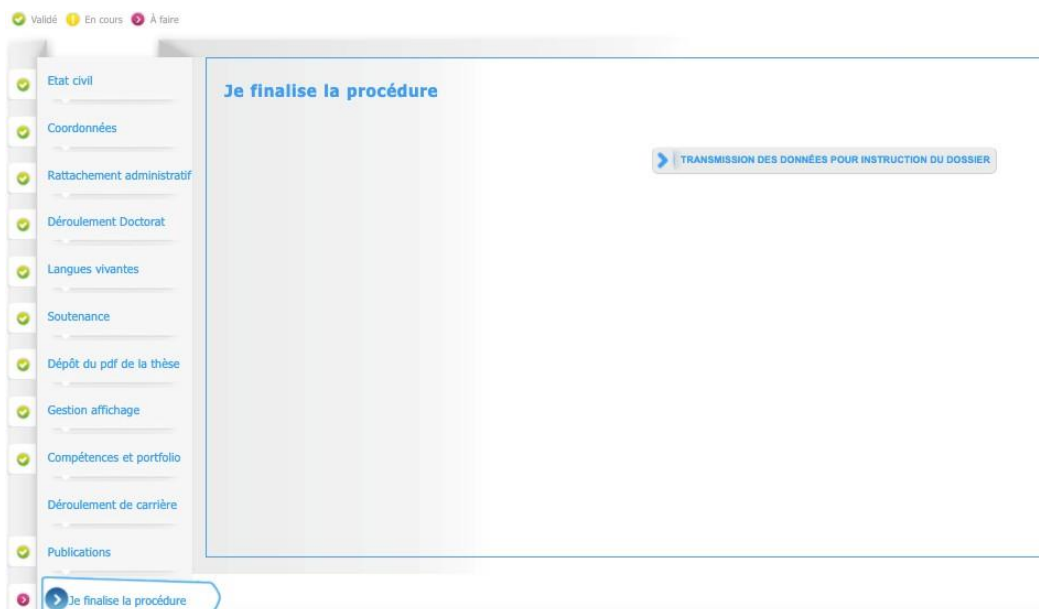 Validé En cours À faire
Etat civil
Je finalise la procédure
Coordonnées
TRANSMISSION DES DONNÉES POUR INSTRUCTION DU DOSSIER
Rattachement administratif
Déroulement Doctorat
Langues vivantes
Soutenance
Dépôt du pdf de la thèse
Gestion affichage
Compétences et portfolio
Déroulement de carrière
Publications
Je finalise la procédure